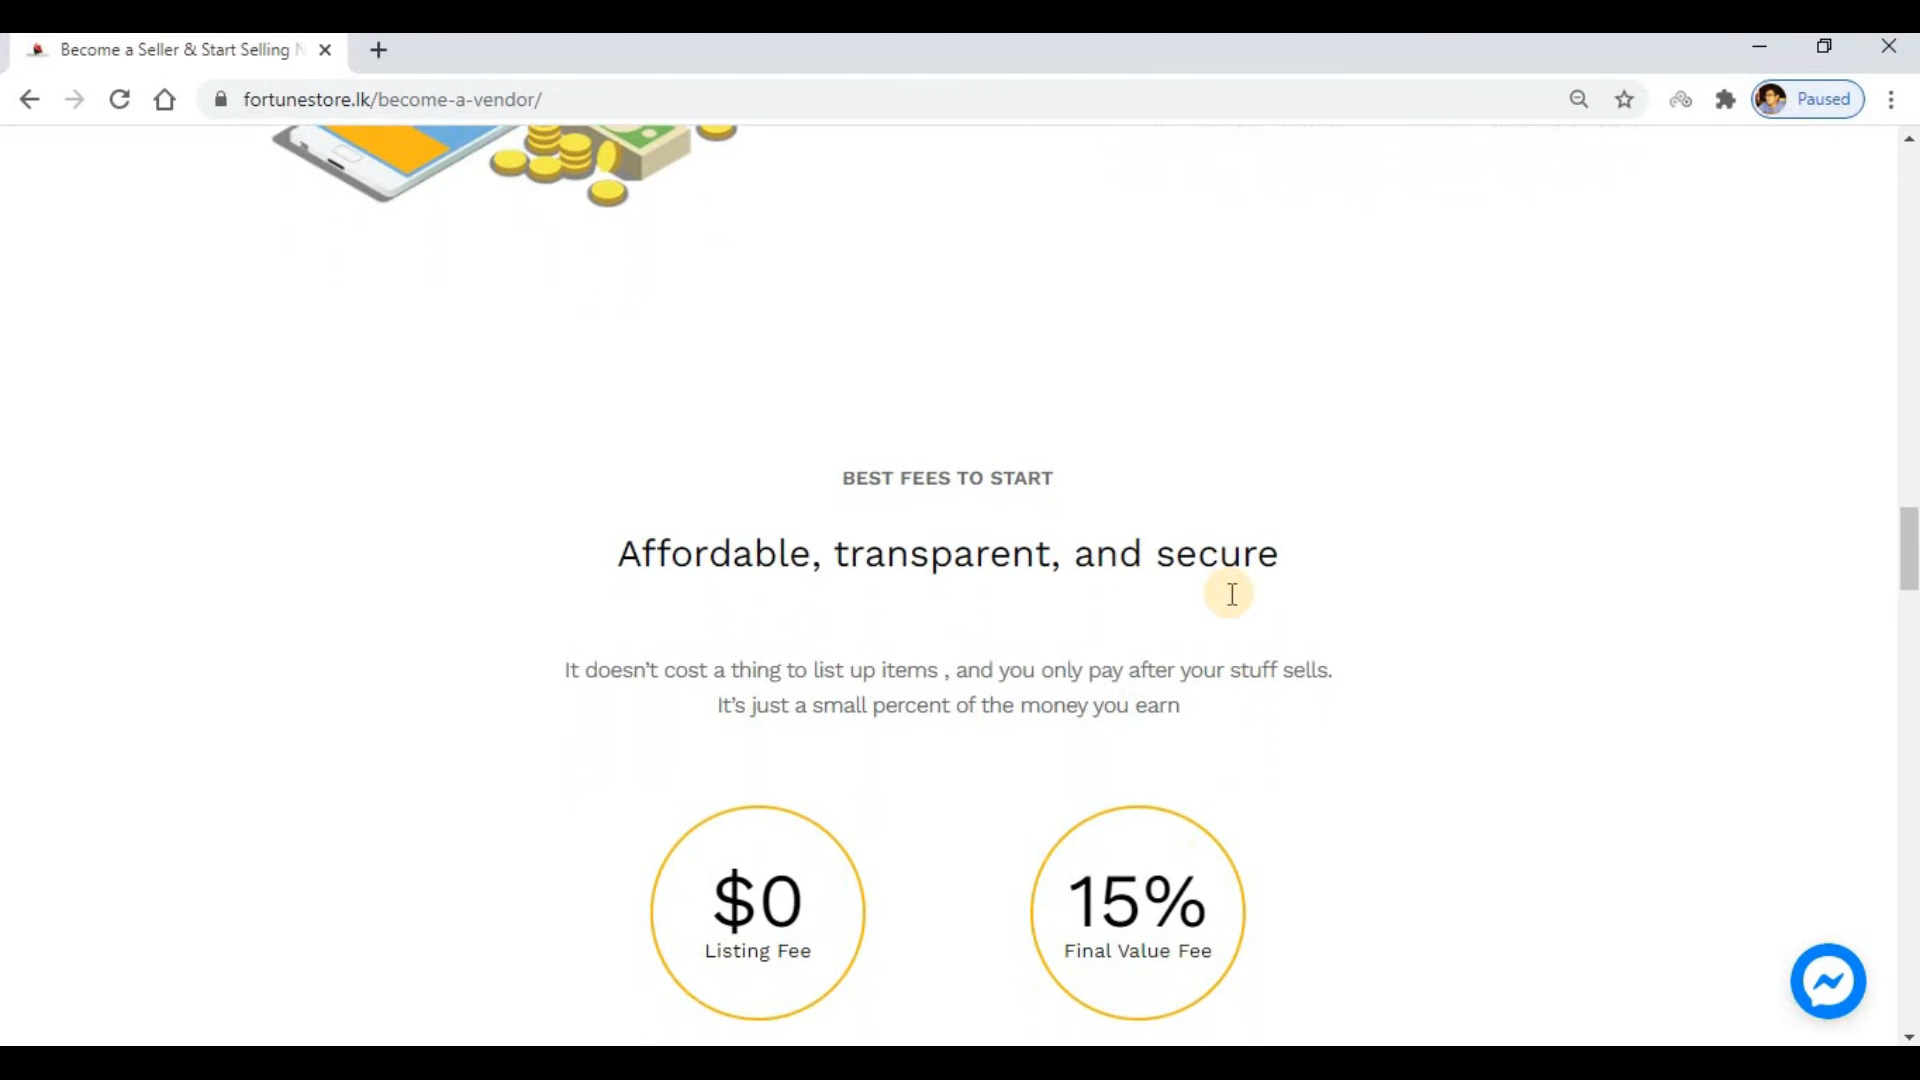 Become a Seller & Start Selling N
fortunestore.lk/become-a-vendor/
Paused
BEST FEES TO START
Affordable, transparent, and secure
It doesn't cost a thing to list up items , and you only pay after your stuff sells.
It's just a small percent of the money you earn
$0
Listing Fee
15%
Final Value Fee